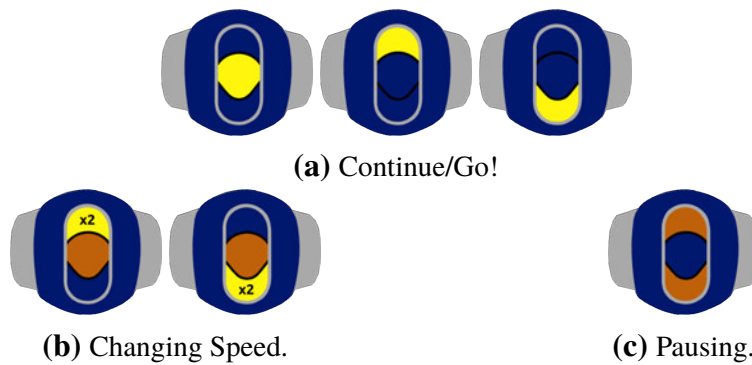 (a) Continue/Go!
x2
x2
(b) Changing Speed.
(c) Pausing.